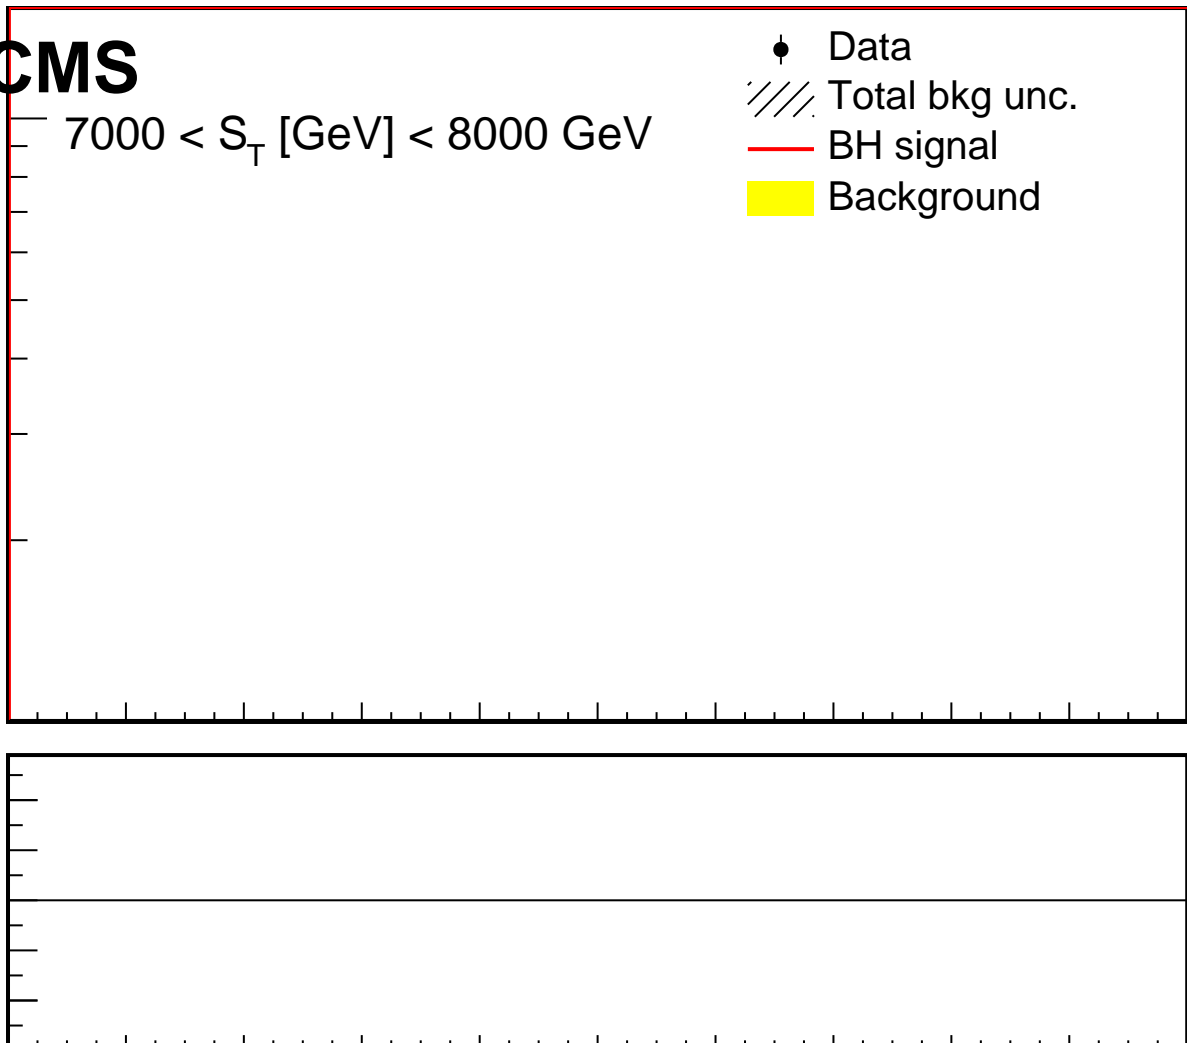 CMS
7000 < S_T [GeV] < 8000 GeV
Data
Total bkg unc.
BH signal
Background